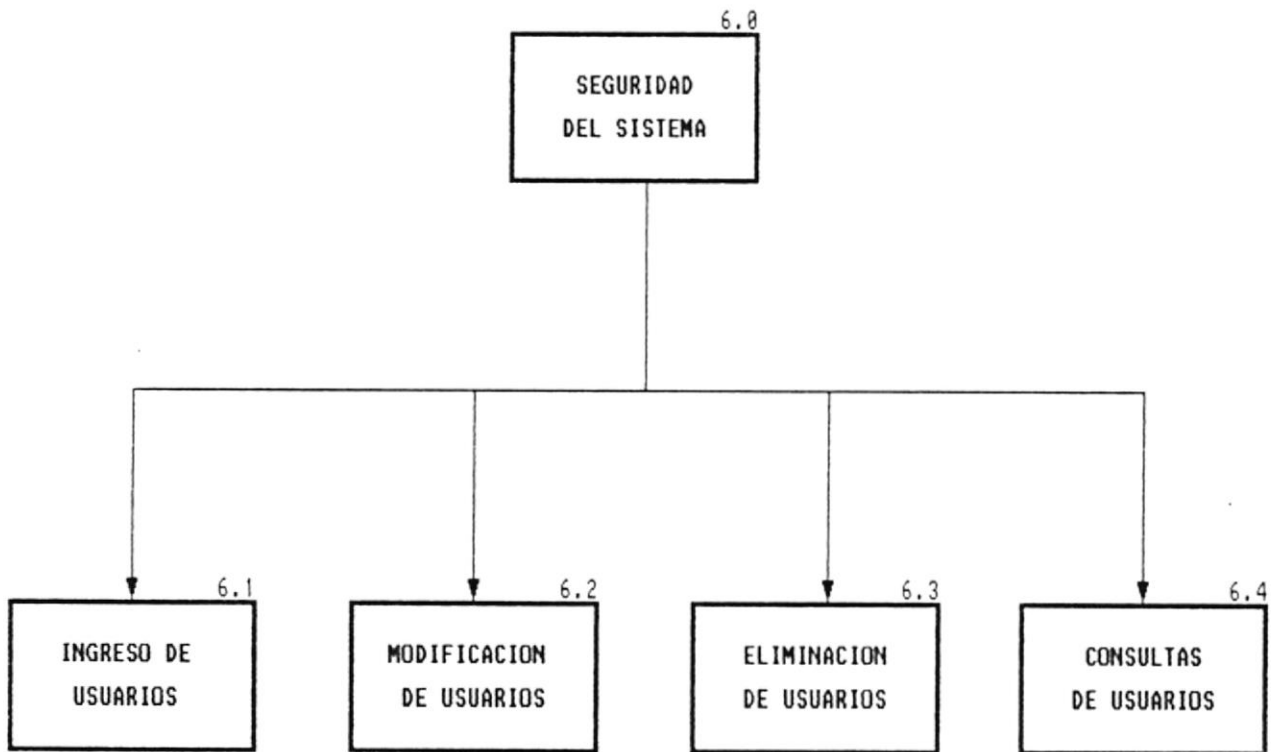 6.0
SEGURIDAD
DEL SISTEMA
6.1
INGRESO DE
USUARIOS
6.2
MODIFICACION
DE USUARIOS
6.3
ELIMINACION
DE USUARIOS
6.4
CONSULTAS
DE USUARIOS